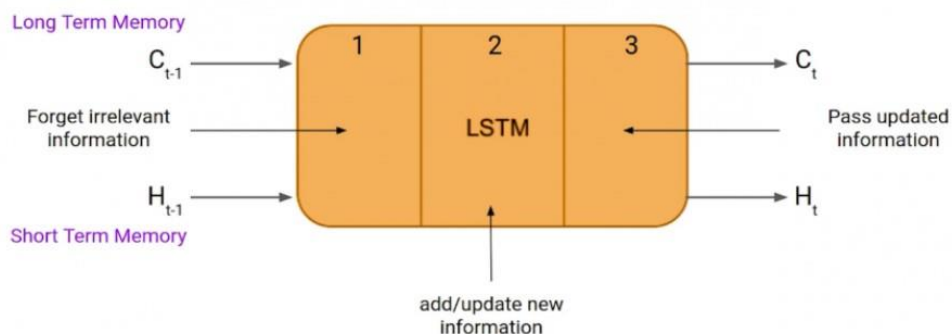 Long Term Memory
1 2 3
C t-1
C t
Forget irrelevant
information
LSTM
Pass updated
information
H t-1
H t
Short Term Memory
add/update new
information